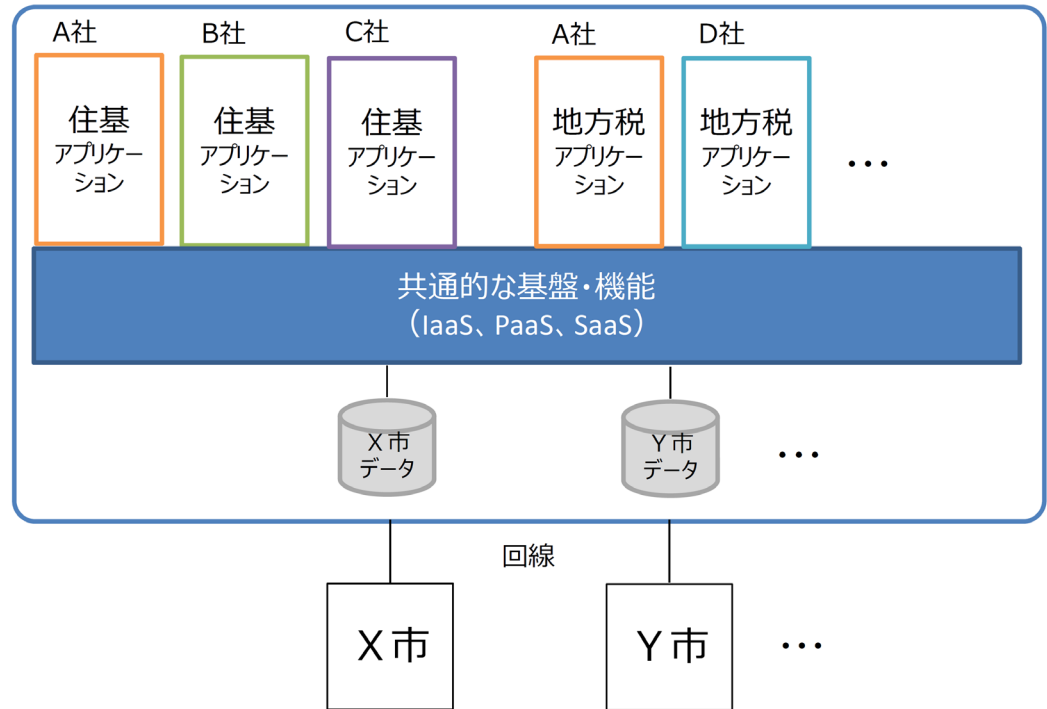 A社
B社
C社
A社
D社
住基
アプリケー
ション
住基
アプリケー
ション
住基
アプリケー
ション
地方税
アプリケー
ション
地方税
アプリケー
ション
…
共通的な基盤・機能
（IaaS、PaaS、SaaS）
X市
データ
Y市
データ
…
回線
X市
Y市
…